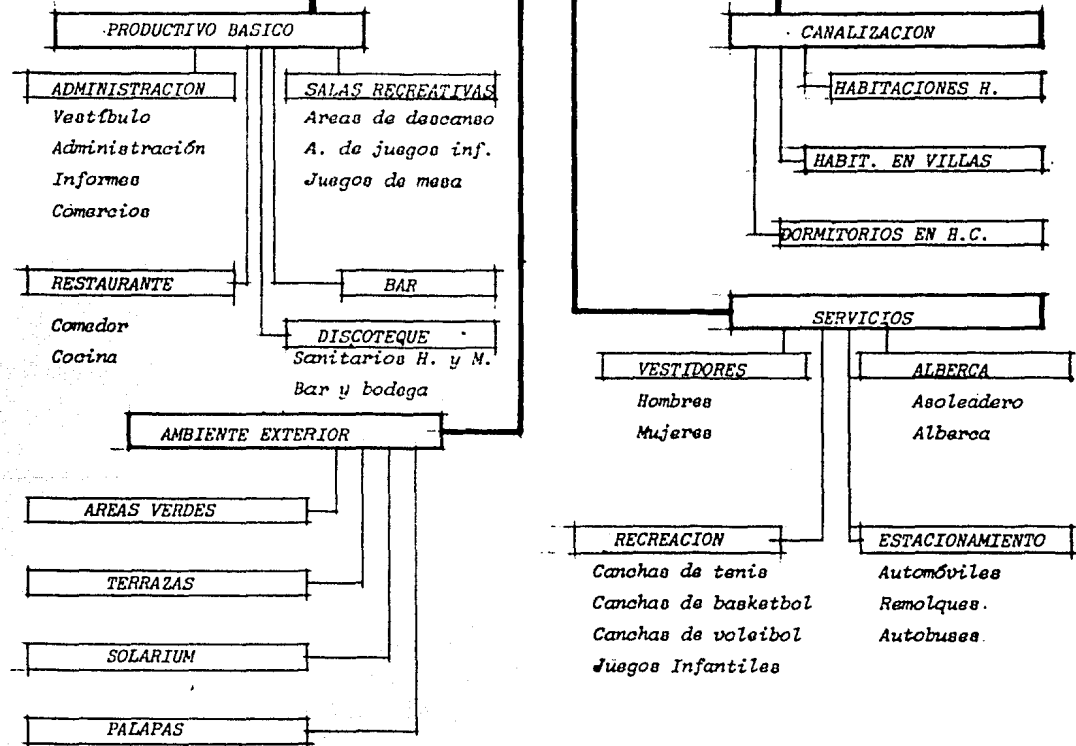 PRODUCTIVO BASICO
ADMINISTRACION
Vestíbulo
Administración
Informes
Comercios
SALAS RECREATIVAS
Areas de descanso
A. de juegos inf.
Juegos de mesa
RESTAURANTE
Comedor
Cocina
BAR
DISCOTEQUE
Sanitarios H. y M.
Bar y bodega
AMBIENTE EXTERIOR
AREAS VERDES
TERRAZAS
SOLARIUM
PALAPAS
CANALIZACION
HABITACIONES H.
HABIT. EN VILLAS
DORMITORIOS EN H.C.
SERVICIOS
VESTIDORES
Hombres
Mujeres
ALBERCA
Asoleadero
Alberca
RECREACION
Canchas de tenis
Canchas de basketbol
Canchas de voleibol
Juegos Infantiles
ESTACIONAMIENTO
Automóviles
Remolques.
Autobuses.